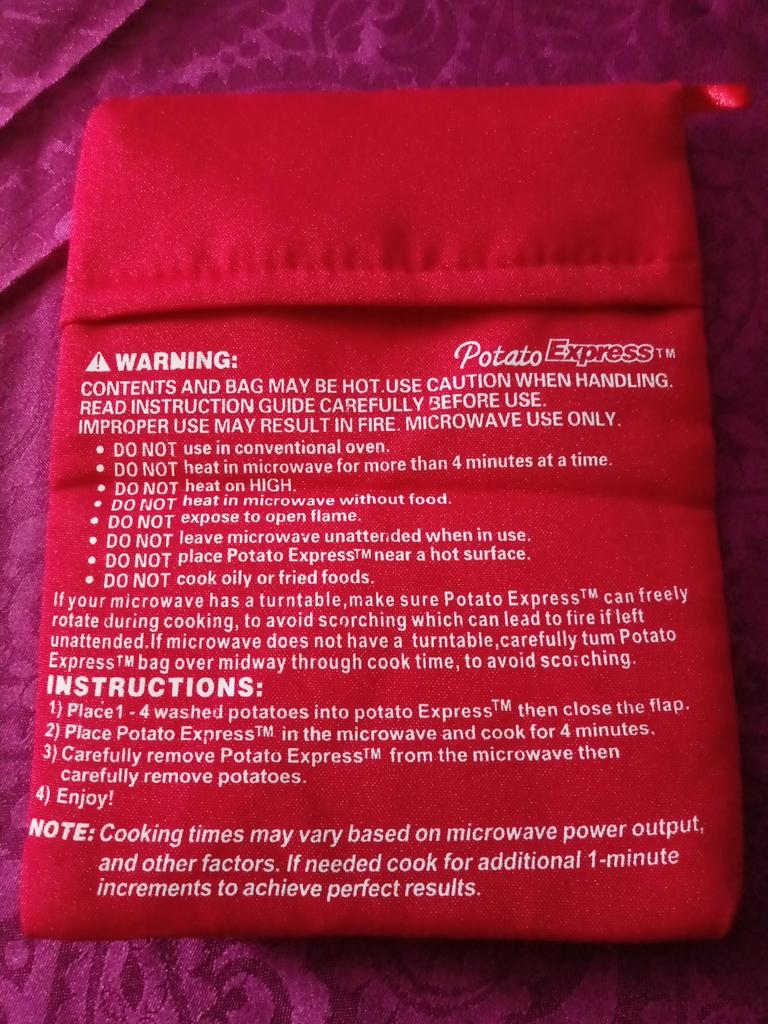 ⚠ WARNING: Potato Express™
CONTENTS AND BAG MAY BE HOT.USE CAUTION WHEN HANDLING.
READ INSTRUCTION GUIDE CAREFULLY BEFORE USE.
IMPROPER USE MAY RESULT IN FIRE. MICROWAVE USE ONLY.
• DO NOT use in conventional oven.
• DO NOT heat in microwave for more than 4 minutes at a time.
• DO NOT heat on HIGH.
• DO NOT heat in microwave without food.
• DO NOT expose to open flame.
• DO NOT leave microwave unattended when in use.
• DO NOT place Potato Express™ near a hot surface.
• DO NOT cook oily or fried foods.
If your microwave has a turntable,make sure Potato Express™ can freely
rotate during cooking, to avoid scorching which can lead to fire if left
unattended.If microwave does not have a turntable,carefully tum Potato
Express™ bag over midway through cook time, to avoid scorching.
INSTRUCTIONS:
1) Place1 - 4 washed potatoes into potato Express™ then close the flap.
2) Place Potato Express™ in the microwave and cook for 4 minutes.
3) Carefully remove Potato Express™ from the microwave then
carefully remove potatoes.
4) Enjoy!
NOTE: Cooking times may vary based on microwave power output,
and other factors. If needed cook for additional 1-minute
increments to achieve perfect results.